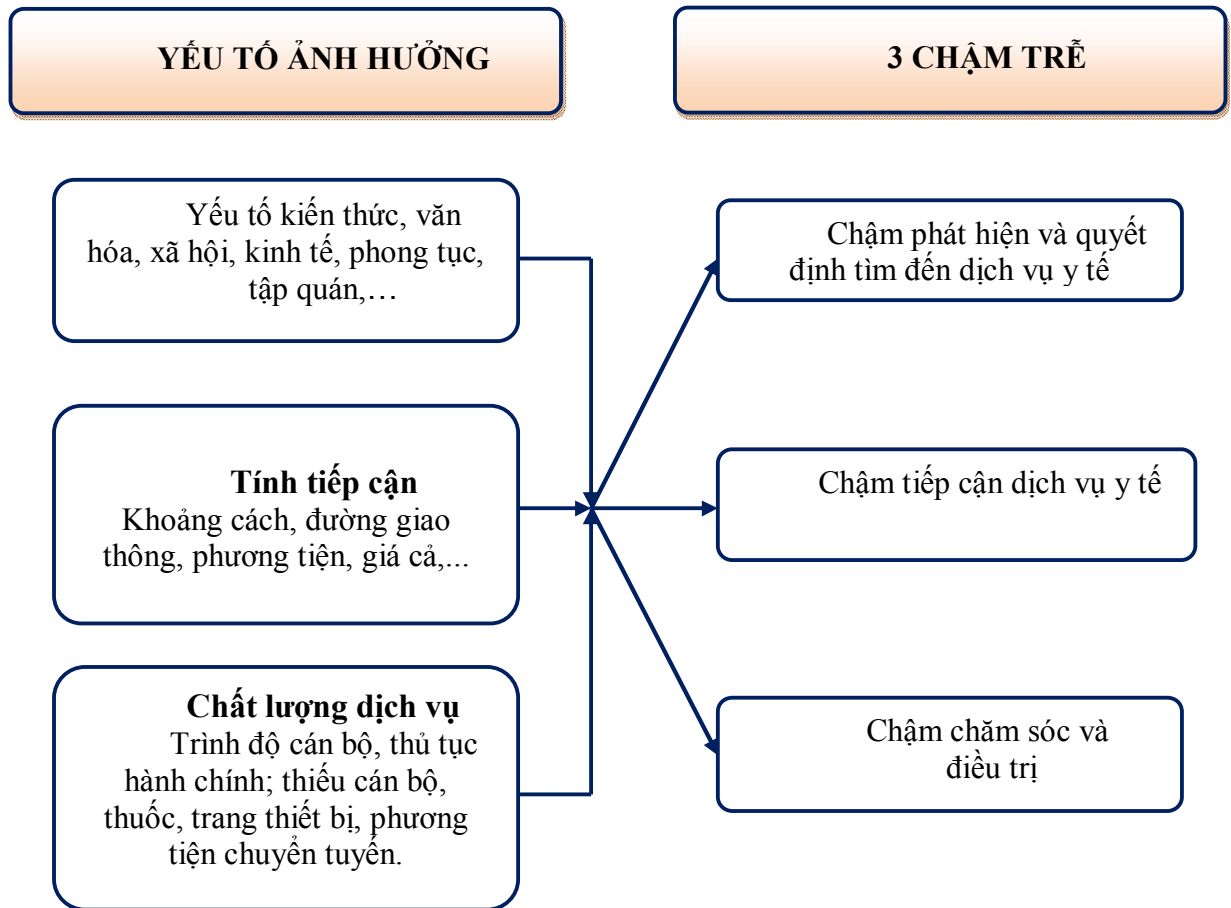 YẾU TỐ ẢNH HƯỞNG
3 CHẬM TRỄ
Yếu tố kiến thức, văn
hóa, xã hội, kinh tế, phong tục,
tập quán,…
Chậm phát hiện và quyết
định tìm đến dịch vụ y tế
Tính tiếp cận
Khoảng cách, đường giao
thông, phương tiện, giá cả,...
Chậm tiếp cận dịch vụ y tế
Chất lượng dịch vụ
Trình độ cán bộ, thủ tục
hành chính; thiếu cán bộ,
thuốc, trang thiết bị, phương
tiện chuyển tuyến.
Chậm chăm sóc và
điều trị